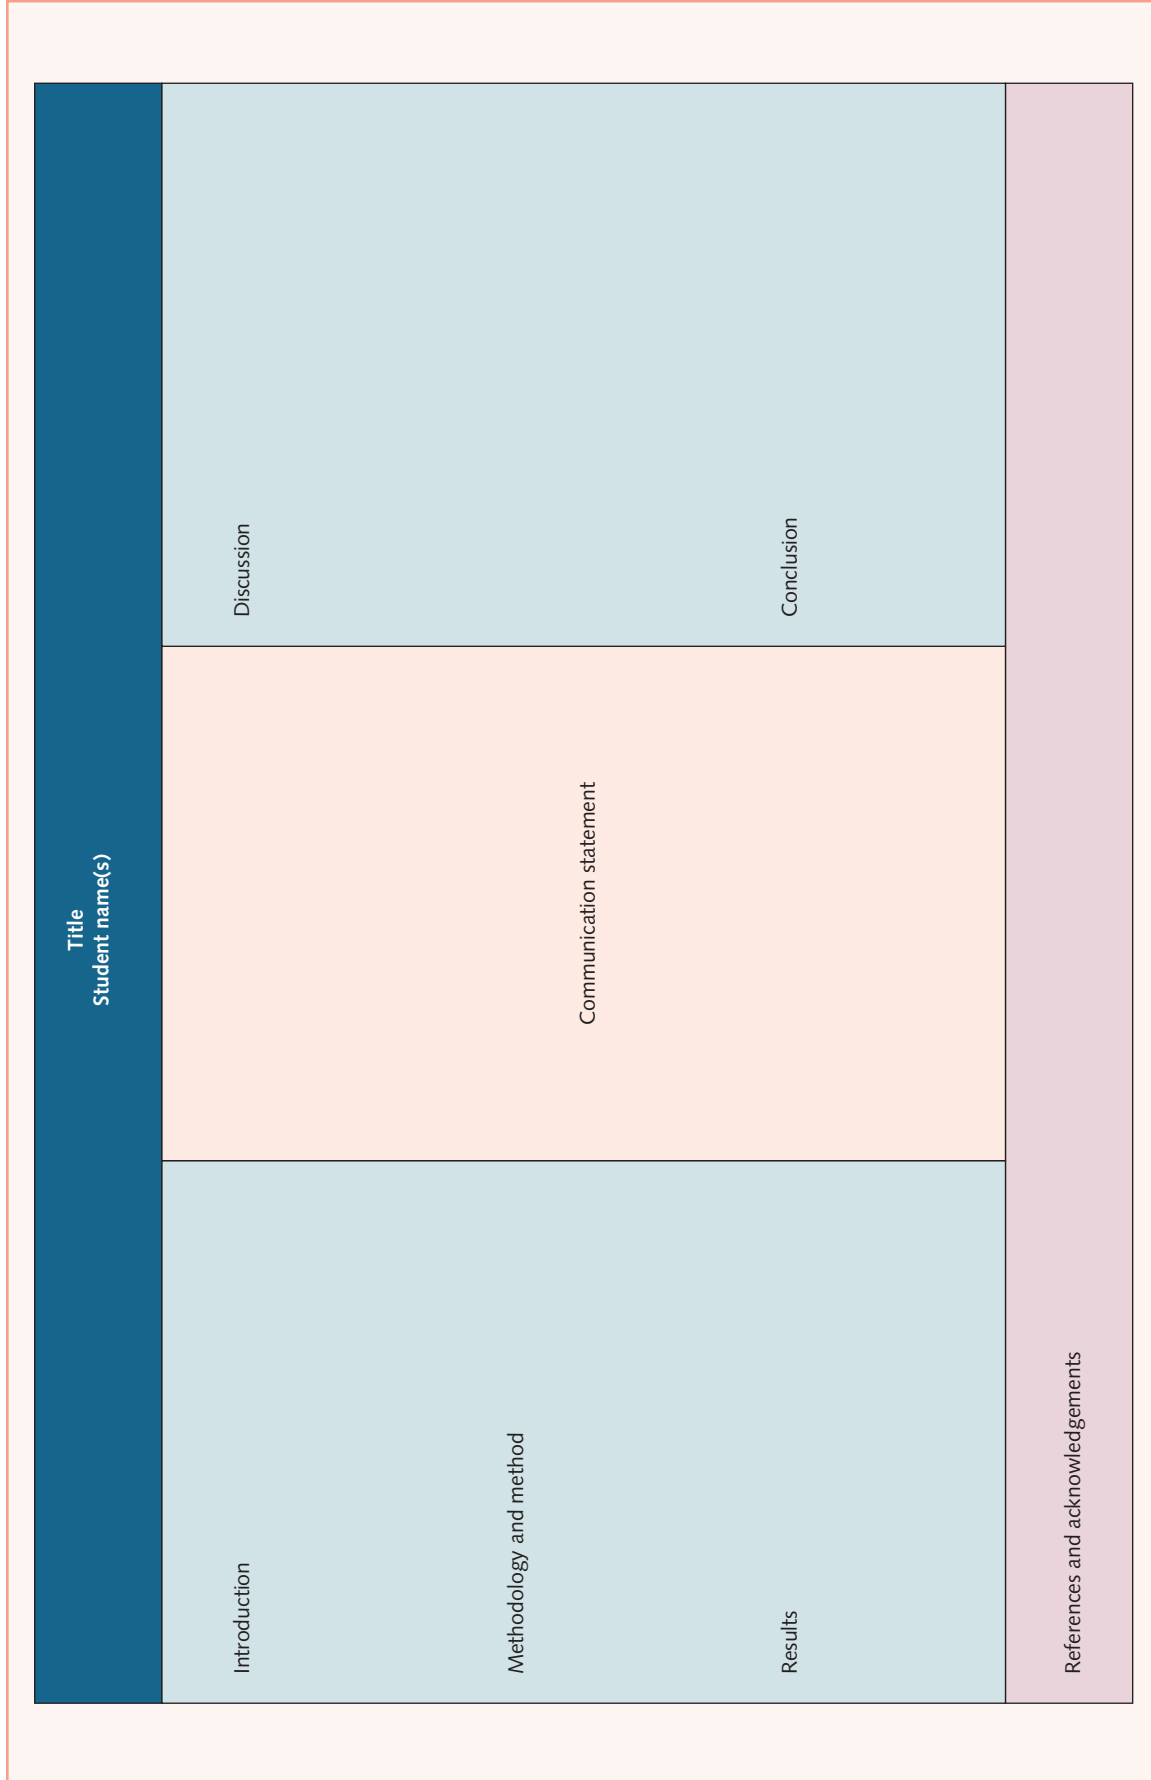 Title
Student name(s)
Introduction
Methodology and method
Results
Communication statement
Discussion
Conclusion
References and acknowledgements